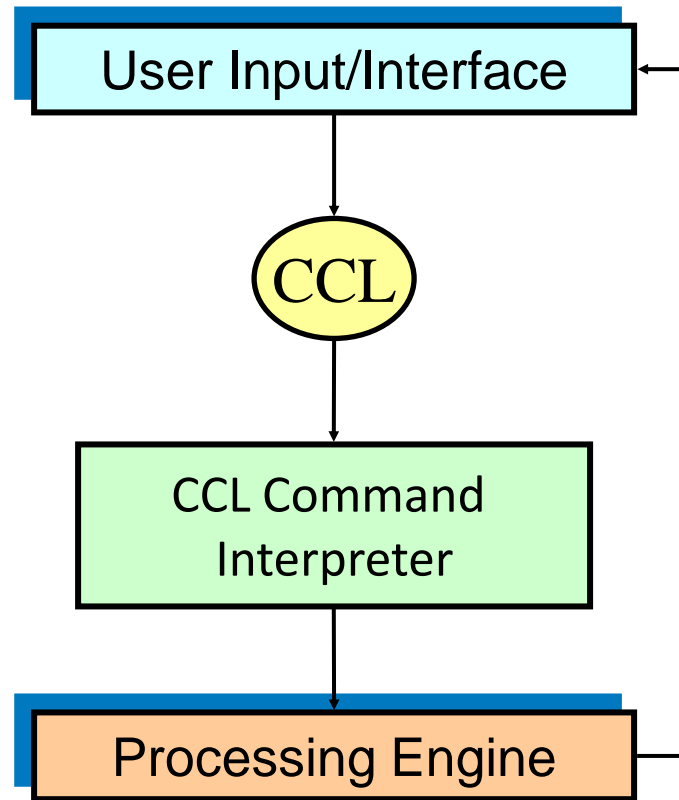 User Input/Interface
CCL
CCL Command
Interpreter
Processing Engine